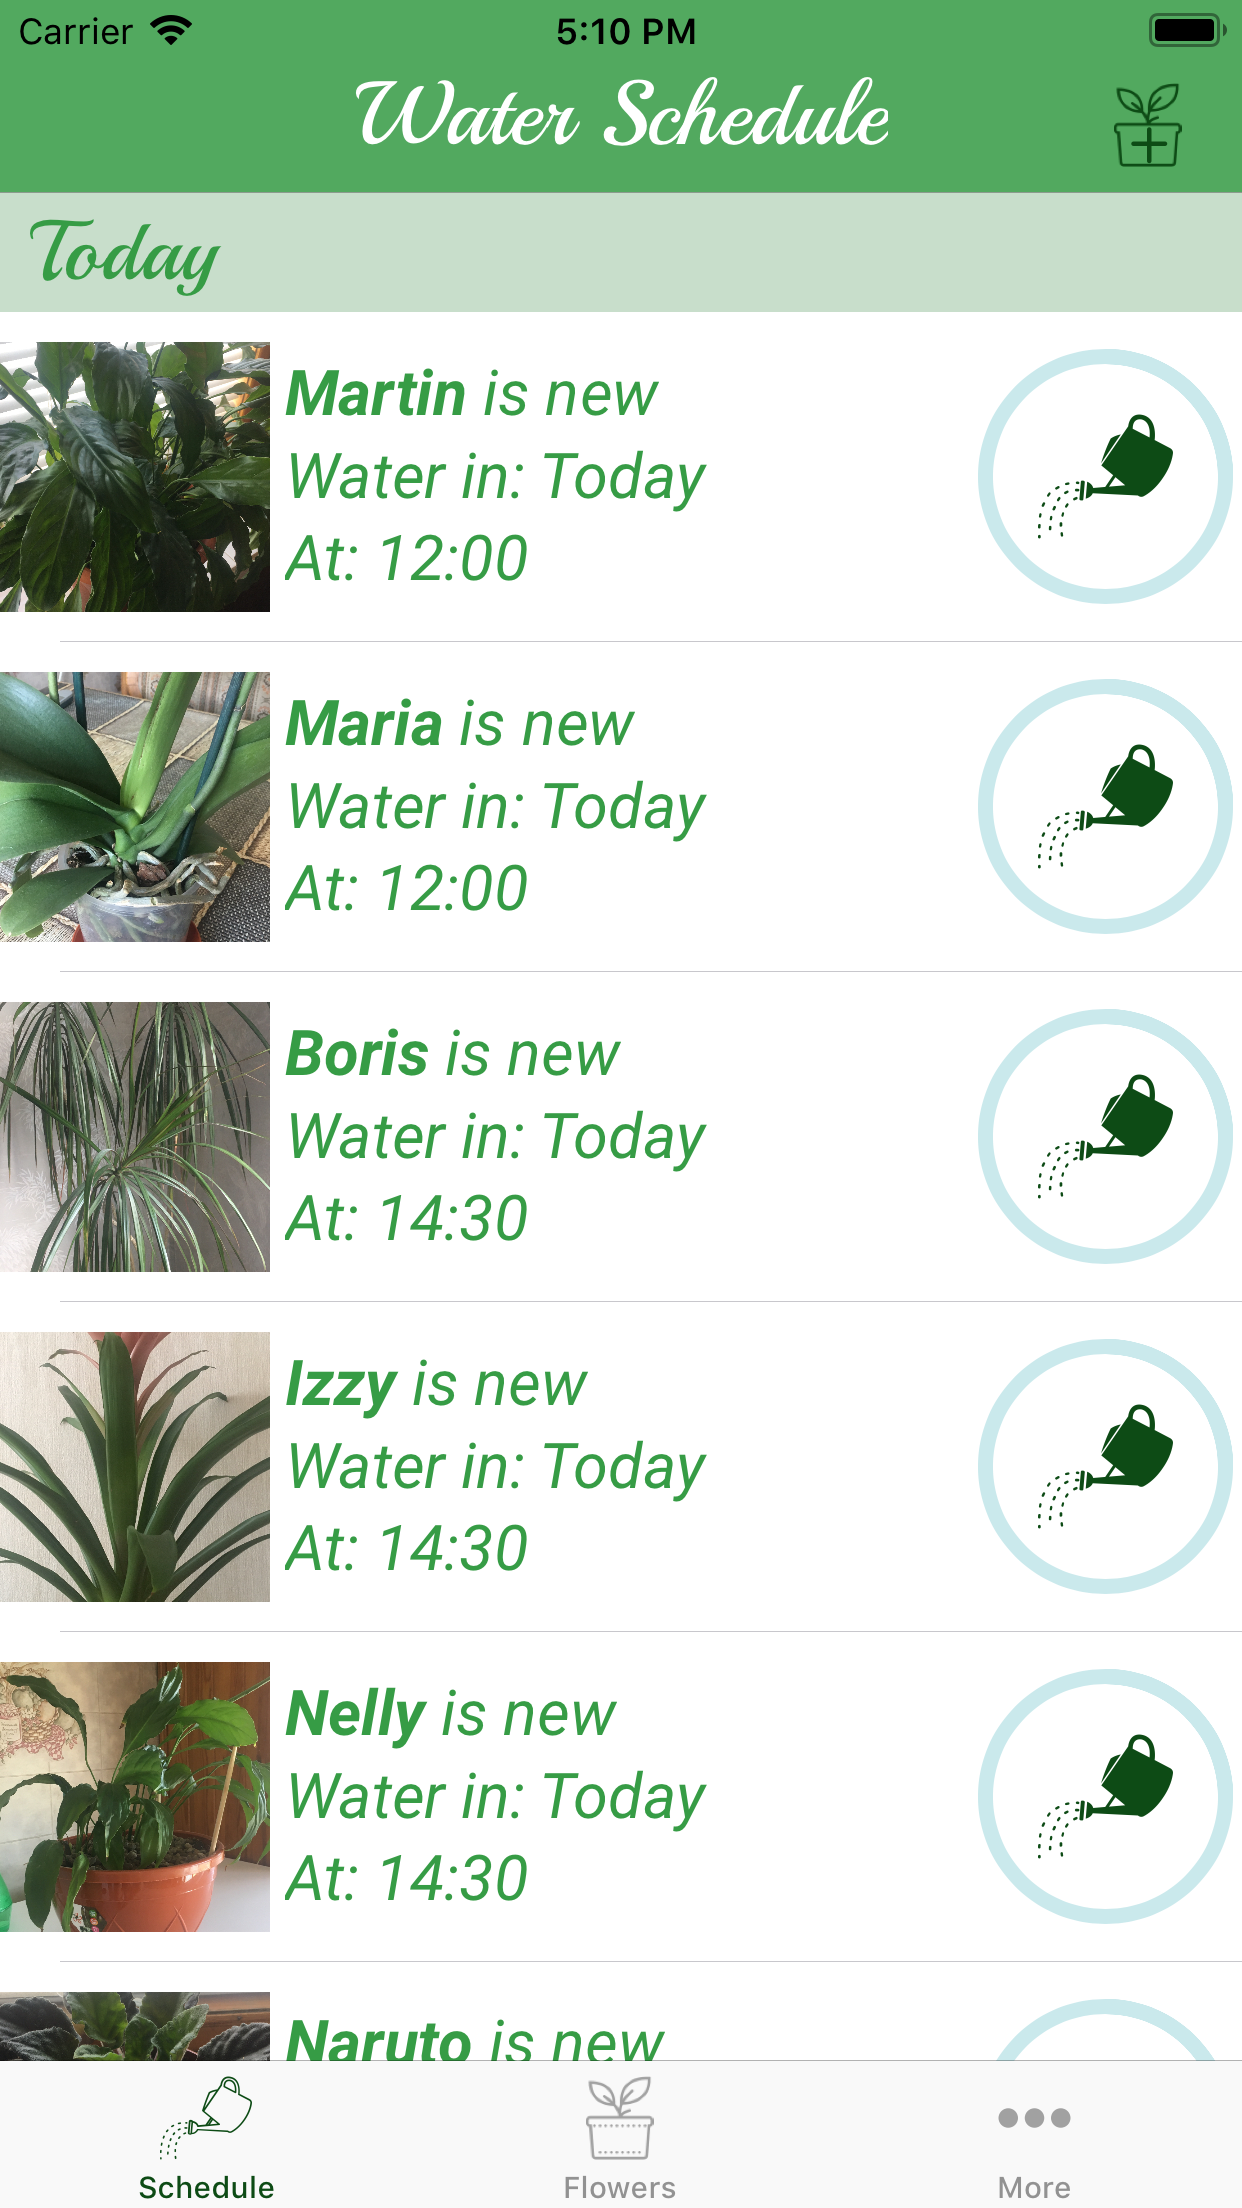 Carrier 5:10 PM
Water Schedule
Today
Martin is new
Water in: Today
At: 12:00
Maria is new
Water in: Today
At: 12:00
Boris is new
Water in: Today
At: 14:30
Izzy is new
Water in: Today
At: 14:30
Nelly is new
Water in: Today
At: 14:30
Naruto is new
Schedule Flowers More